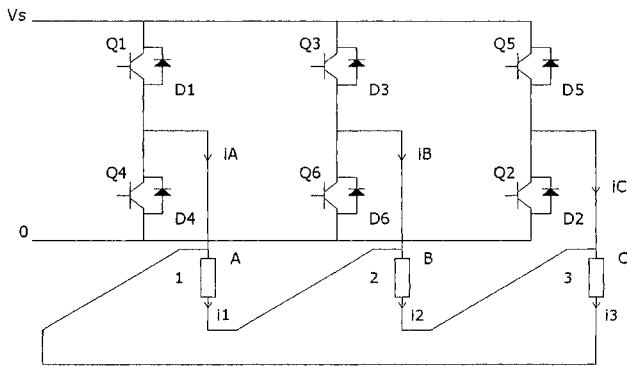 Vs
Q1 Q3 Q5
D1 D3 D5
iA iB iC
Q4 Q6 Q2
D4 D6 D2
0
A B C
1 2 3
i1 i2 i3